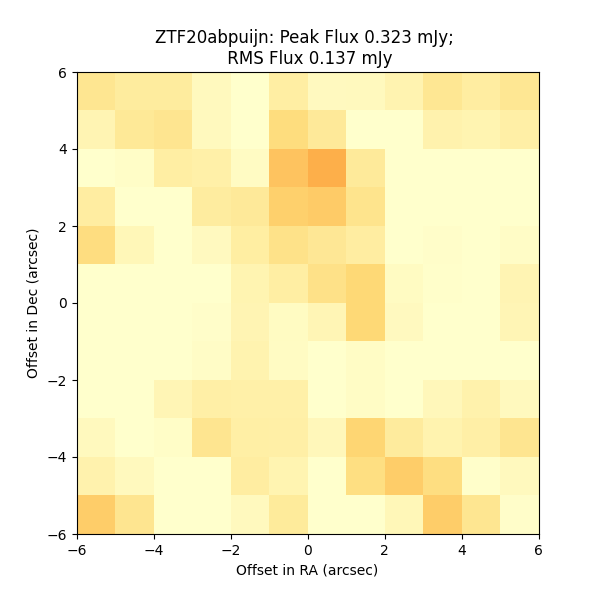 ZTF20abpuijn: Peak Flux 0.323 mJy;
RMS Flux 0.137 mJy
6
4
2
0
−2
−4
−6
Offset in Dec (arcsec)
−6 −4 −2 0 2 4 6
Offset in RA (arcsec)